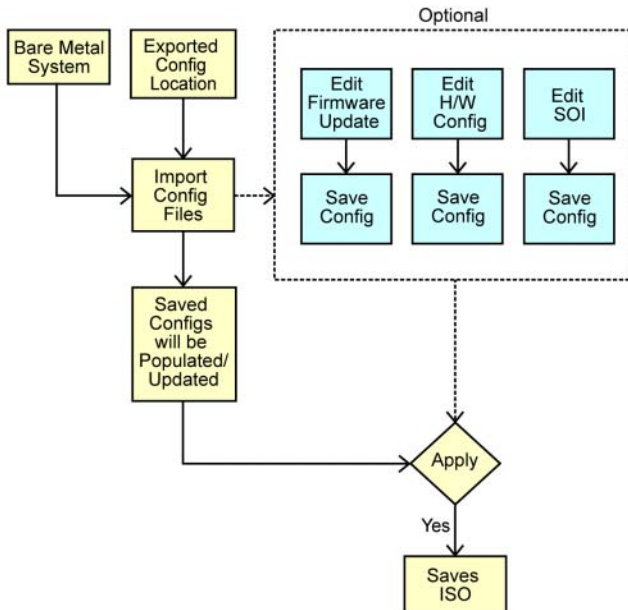 Optional
Bare Metal
System
Exported
Config
Location
Edit
Firmware
Update
Edit
H/W
Config
Edit
SOI
Import
Config
Files
Save
Config
Save
Config
Save
Config
Saved
Configs
will be
Populated/
Updated
Apply
Yes
Saves
ISO